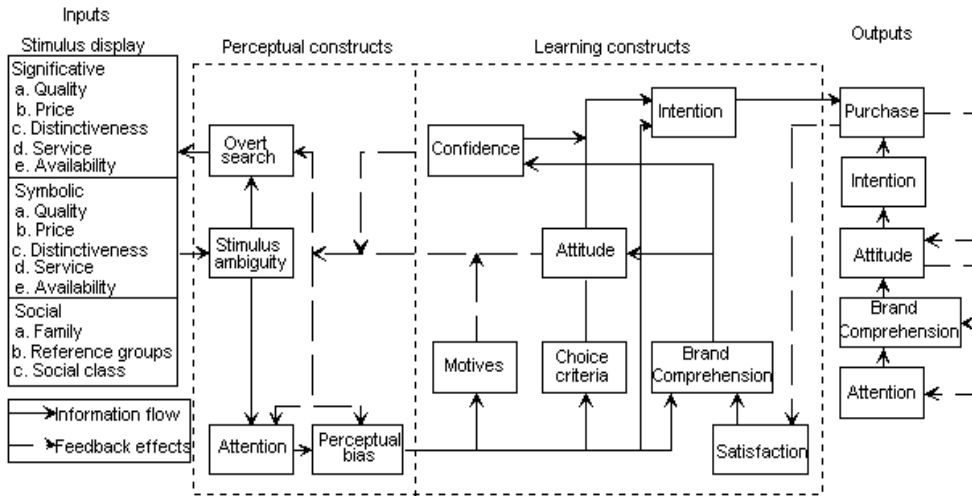 Inputs
Stimulus display
Significative
a. Quality
b. Price
c. Distinctiveness
d. Service
e. Availability
Symbolic
a. Quality
b. Price
c. Distinctiveness
d. Service
e. Availability
Social
a. Family
b. Reference groups
c. Social class
Information flow
Feedback effects
Perceptual constructs
Overt
search
Stimulus
ambiguity
Attention
Perceptual
bias
Learning constructs
Confidence
Intention
Attitude
Motives
Choice
criteria
Brand
Comprehension
Satisfaction
Outputs
Purchase
Intention
Attitude
Brand
Comprehension
Attention